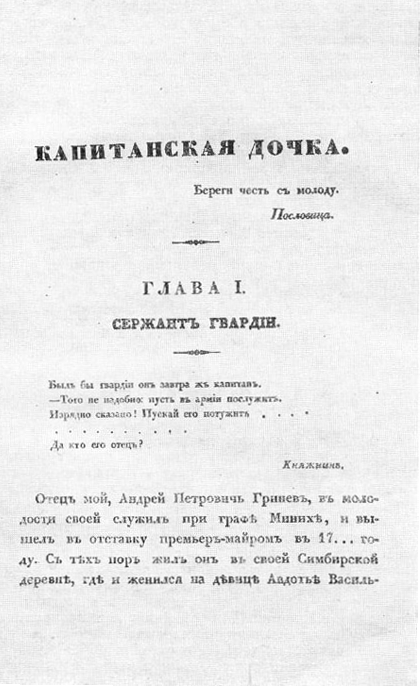 КАПИТАНСКАЯ ДОЧКА.
Береги честь съ молоду.
Пословица.
ГЛАВА I.
СЕРЖАНТЪ ГВАРДІИ.
Былъ бы гвардіи онъ завтра жъ капитанъ.
—Того не надобно: пусть въ арміи послужитъ.
Изрядно сказано! Пускай его потужитъ . . . .
. . . . . . . . . .
Да кто его отецъ?
Княжнинъ.
Отецъ мой, Андрей Петровичь Гриневъ, въ моло-
дости своей служилъ при графѣ Минихѣ, и вы-
шелъ въ отставку премьеръ-майромъ въ 17... го-
ду. Съ тѣхъ поръ жилъ онъ въ своей Симбирской
деревнѣ, гдѣ и женился на дѣвицѣ Авдотьѣ Василь-